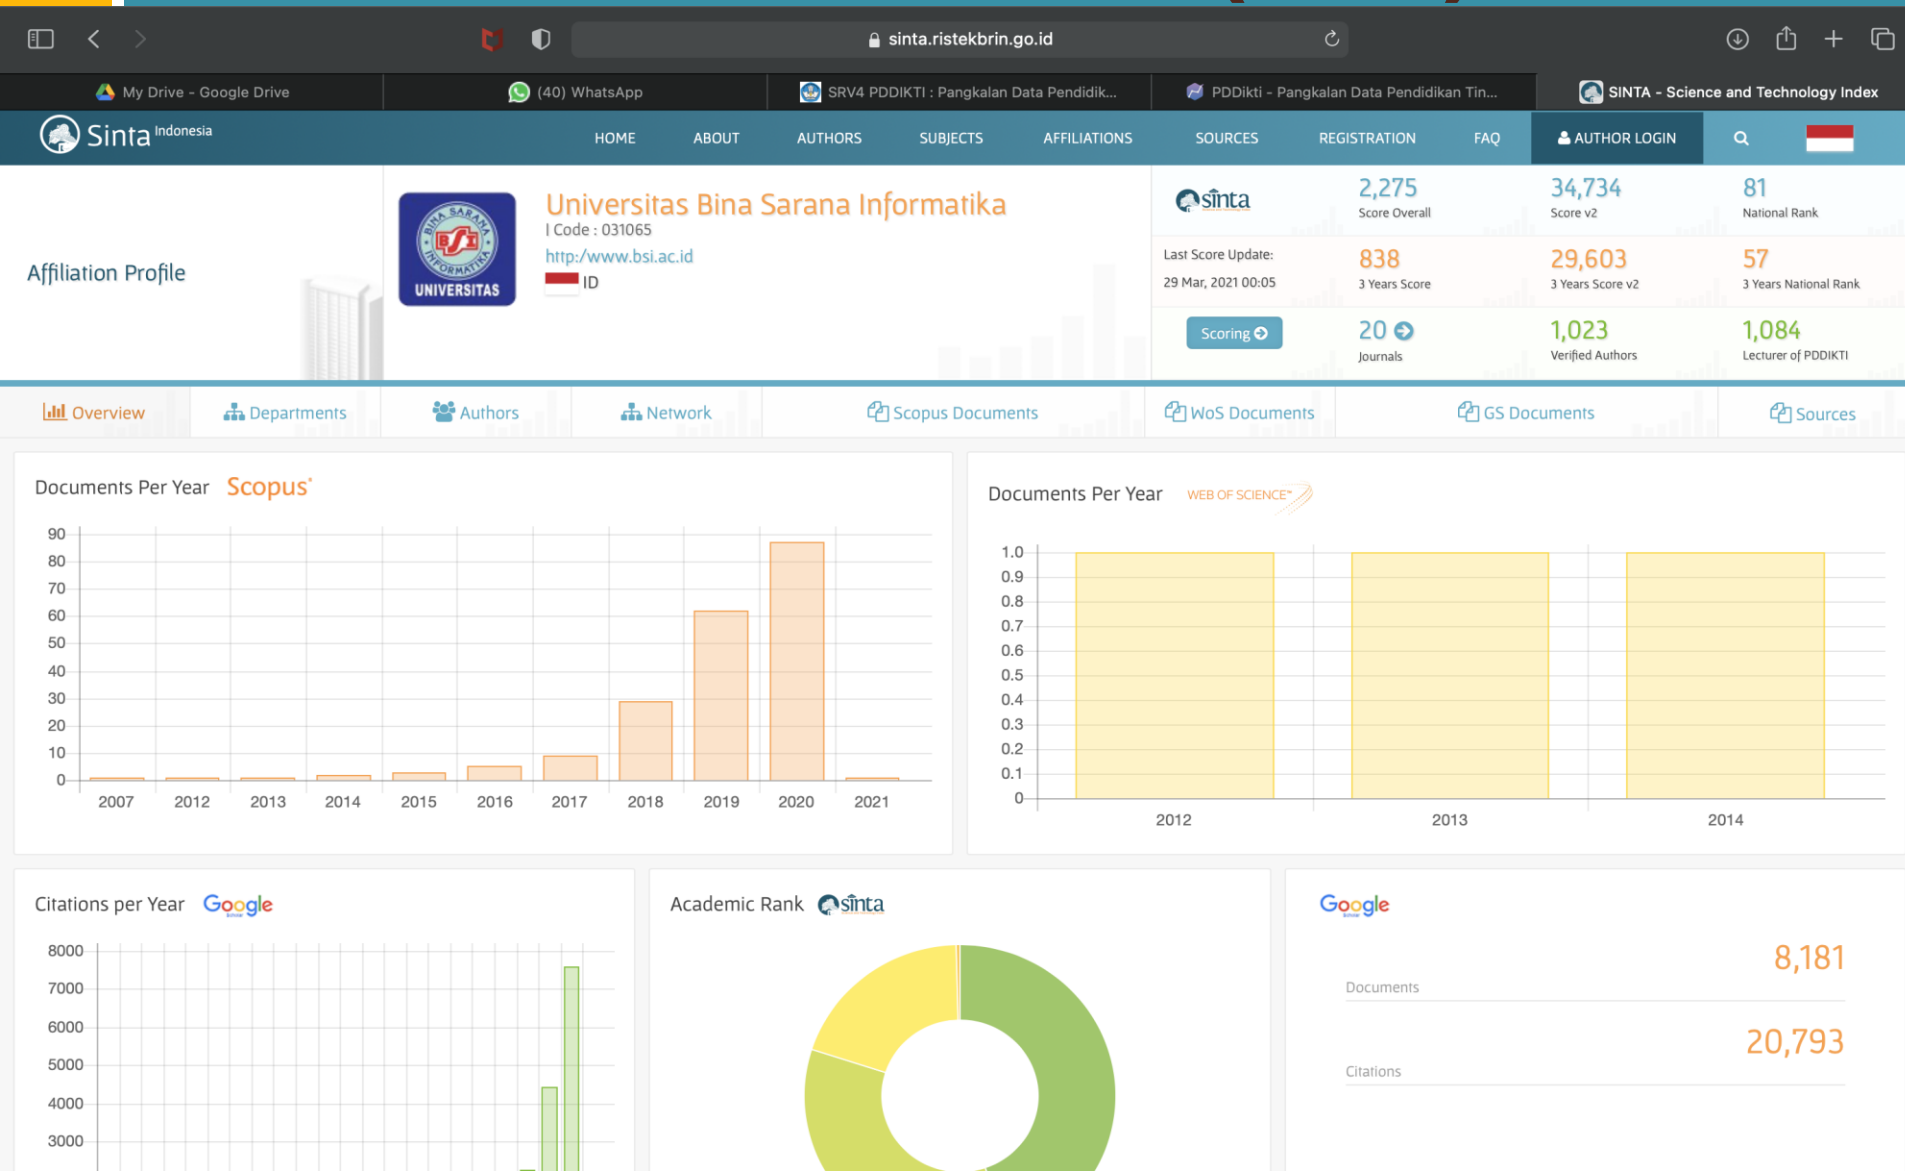 sinta.ristekbrin.go.id
My Drive - Google Drive
(40) WhatsApp
SRV4 PDDIKTI : Pangkalan Data Pendidik...
PDDikti - Pangkalan Data Pendidikan Tin...
SINTA - Science and Technology Index
Sinta Indonesia
HOME
ABOUT
AUTHORS
SUBJECTS
AFFILIATIONS
SOURCES
REGISTRATION
FAQ
AUTHOR LOGIN
Affiliation Profile
BINA SARANA
BSI
INFORMATIKA
UNIVERSITAS
Universitas Bina Sarana Informatika
| Code : 031065
http:/www.bsi.ac.id
ID
sinta
2,275
Score Overall
34,734
Score v2
81
National Rank
Last Score Update:
29 Mar, 2021 00:05
838
3 Years Score
29,603
3 Years Score v2
57
3 Years National Rank
Scoring
20
Journals
1,023
Verified Authors
1,084
Lecturer of PDDIKTI
Overview
Departments
Authors
Network
Scopus Documents
WoS Documents
GS Documents
Sources
Documents Per Year Scopus
90
80
70
60
50
40
30
20
10
0
2007 2012 2013 2014 2015 2016 2017 2018 2019 2020 2021
Documents Per Year WEB OF SCIENCE™
1.0
0.9
0.8
0.7
0.6
0.5
0.4
0.3
0.2
0.1
0
2012 2013 2014
Citations per Year Google
8000
7000
6000
5000
4000
3000
Academic Rank sinta
Google
8,181
Documents
20,793
Citations